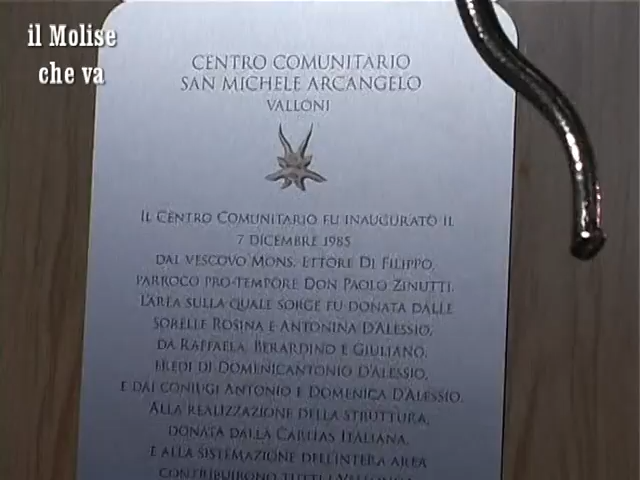 il Molise
che va
CENTRO COMUNITARIO
SAN MICHELE ARCANGELO
VALLONI
IL CENTRO COMUNITARIO FU INAUGURATO IL
7 DICEMBRE 1985
DAL VESCOVO MONS. ETTORE DI FILIPPO,
PARROCO PRO-TEMPORE DON PAOLO ZINUTTI.
L'AREA SULLA QUALE SORGE FU DONATA DALLE
SORELLE ROSINA E ANTONINA D'ALESSIO,
DA RAFFAELA, BERARDINO E GIULIANO,
EREDI DI DOMENICANTONIO D'ALESSIO,
E DAI CONIUGI ANTONIO E DOMENICA D'ALESSIO.
ALLA REALIZZAZIONE DELLA STRUTTURA,
DONATA DALLA CARITAS ITALIANA,
E ALLA SISTEMAZIONE DELL'INTERA AREA
CONTRIBUIRONO TUTTI I